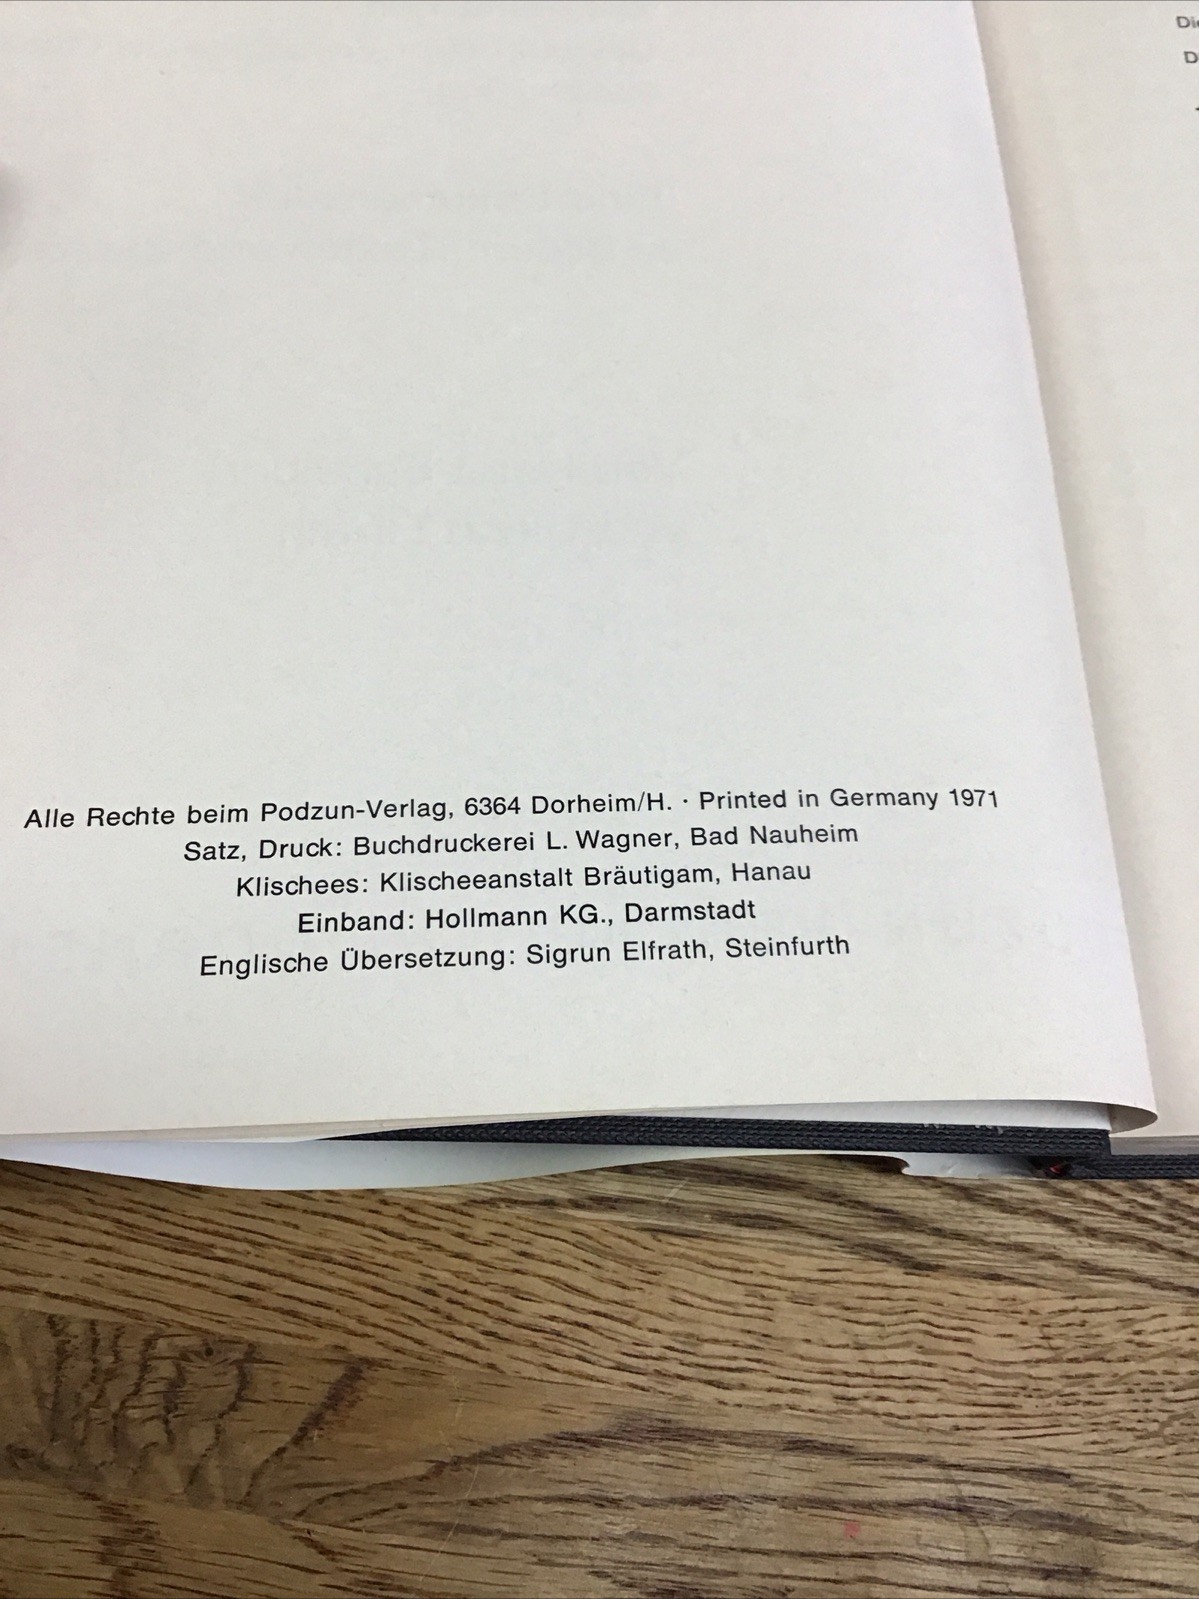 Alle Rechte beim Podzun-Verlag, 6364 Dorheim/H. · Printed in Germany 1971
Satz, Druck: Buchdruckerei L. Wagner, Bad Nauheim
Klischees: Klischeeanstalt Bräutigam, Hanau
Einband: Hollmann KG., Darmstadt
Englische Übersetzung: Sigrun Elfrath, Steinfurth